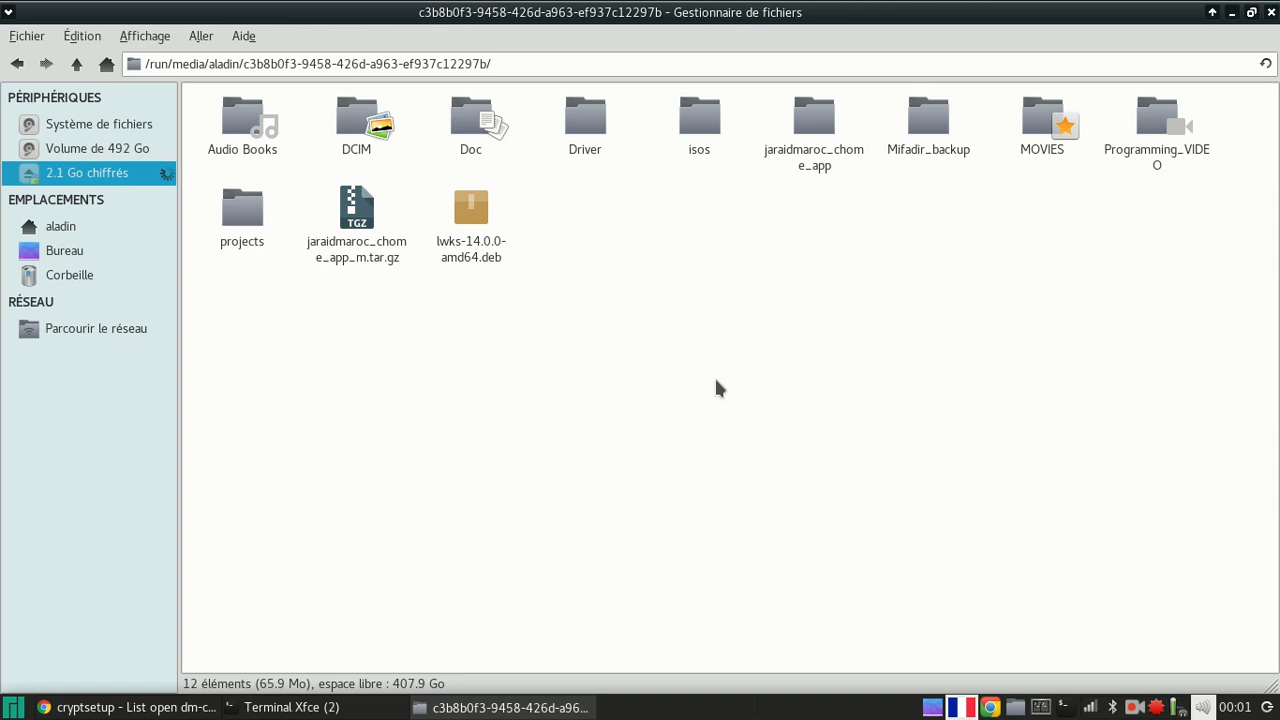 c3b8b0f3-9458-426d-a963-ef937c12297b - Gestionnaire de fichiers
Fichier Édition Affichage Aller Aide
/run/media/aladin/c3b8b0f3-9458-426d-a963-ef937c12297b/
PÉRIPHÉRIQUES
Système de fichiers
Volume de 492 Go
2.1 Go chiffrés
EMPLACEMENTS
aladin
Bureau
Corbeille
RÉSEAU
Parcourir le réseau
Audio Books
DCIM
Doc
Driver
isos
jaraidmaroc_chom
e_app
Mifadir_backup
MOVIES
Programming_VIDE
O
projects
jaraidmaroc_chom
e_app_m.tar.gz
TGZ
lwks-14.0.0-
amd64.deb
12 éléments (65.9 Mo), espace libre : 407.9 Go
cryptsetup - List open dm-c...
Terminal Xfce (2)
c3b8b0f3-9458-426d-a96...
00:01